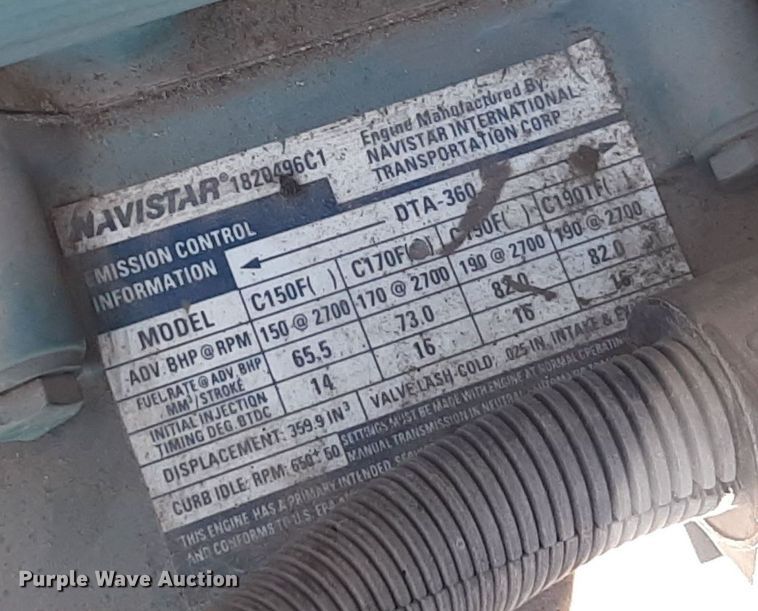 NAVISTAR® 1820496C1
Engine Manufactured By:
NAVISTAR INTERNATIONAL
TRANSPORTATION CORP
EMISSION CONTROL
INFORMATION
DTA-360
MODEL C150F( ) C170F( ) C190F( ) C190TF( )
ADV. BHP @ RPM 150 @ 2700 170 @ 2700 190 @ 2700 190 @ 2700
FUEL RATE @ ADV. BHP
MM³/STROKE 65.5 73.0 82.0 82.0
INITIAL INJECTION
TIMING DEG. BTDC 14 16 16 16
DISPLACEMENT: 359.9 IN³ VALVE LASH-COLD: .025 IN. INTAKE &
CURB IDLE: RPM: 650± 50
SETTINGS MUST BE MADE WITH ENGINE AT NORMAL
MANUAL TRANSMISSION IN NEUTRAL
THIS ENGINE HAS A PRIMARY INTENDED
AND CONFORMS TO U.S. EPA
Purple Wave Auction